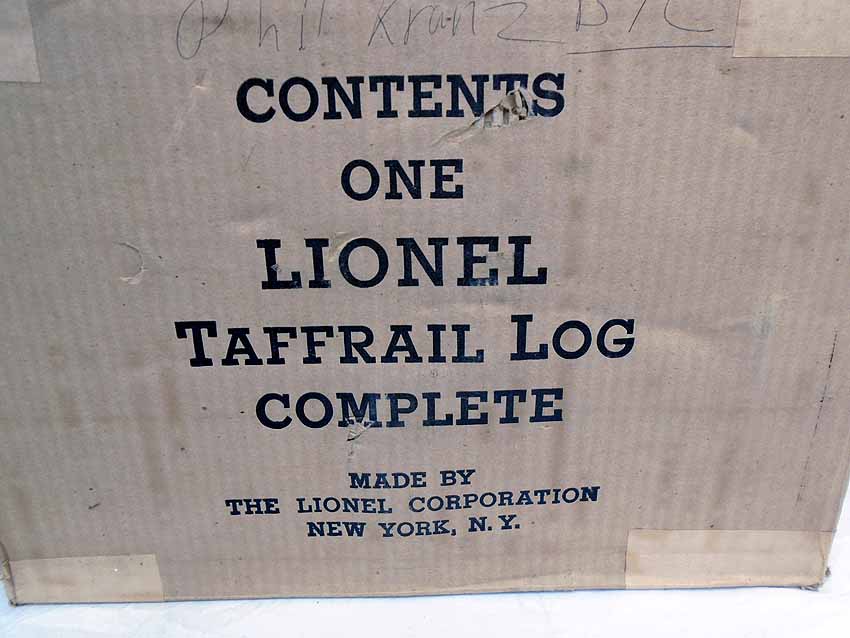 Phil Kranz
CONTENTS
ONE
LIONEL
TAFFRAIL LOG
COMPLETE
MADE BY
THE LIONEL CORPORATION
NEW YORK, N. Y.